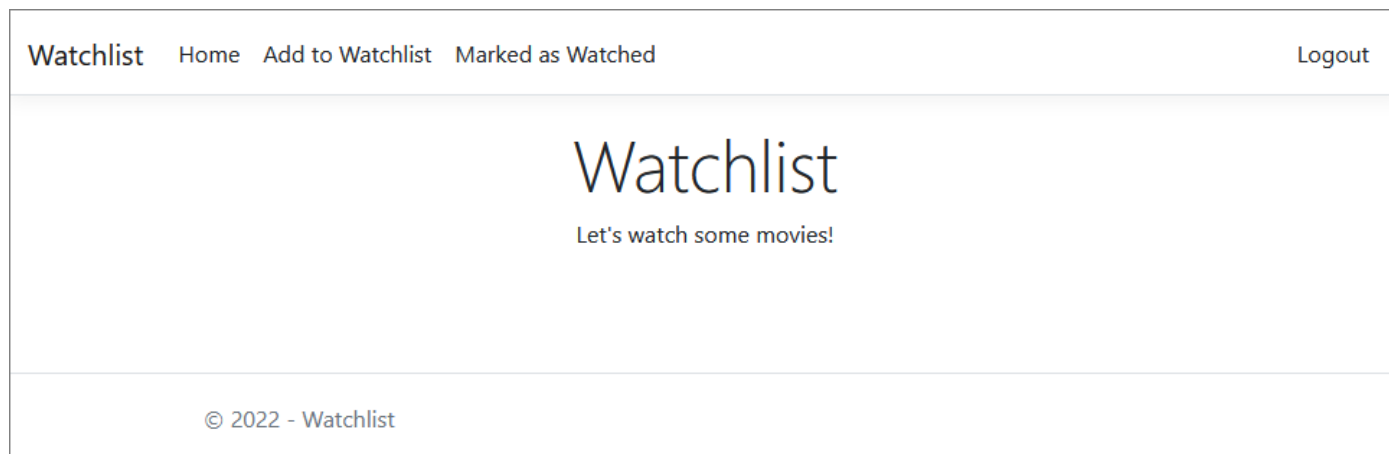 Watchlist Home Add to Watchlist Marked as Watched Logout
Watchlist
Let's watch some movies!
© 2022 - Watchlist